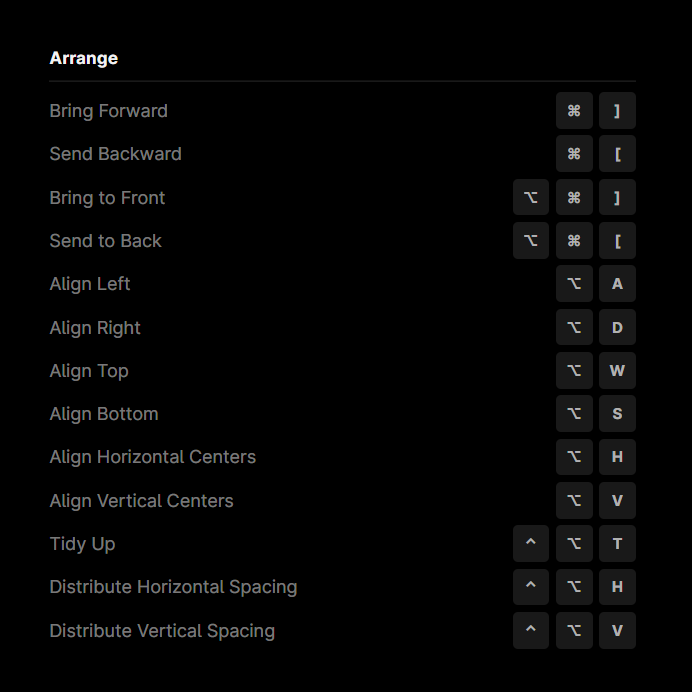 Arrange
Bring Forward ⌘ ]
Send Backward ⌘ [
Bring to Front ⌥ ⌘ ]
Send to Back ⌥ ⌘ [
Align Left ⌥ A
Align Right ⌥ D
Align Top ⌥ W
Align Bottom ⌥ S
Align Horizontal Centers ⌥ H
Align Vertical Centers ⌥ V
Tidy Up ^ ⌥ T
Distribute Horizontal Spacing ^ ⌥ H
Distribute Vertical Spacing ^ ⌥ V